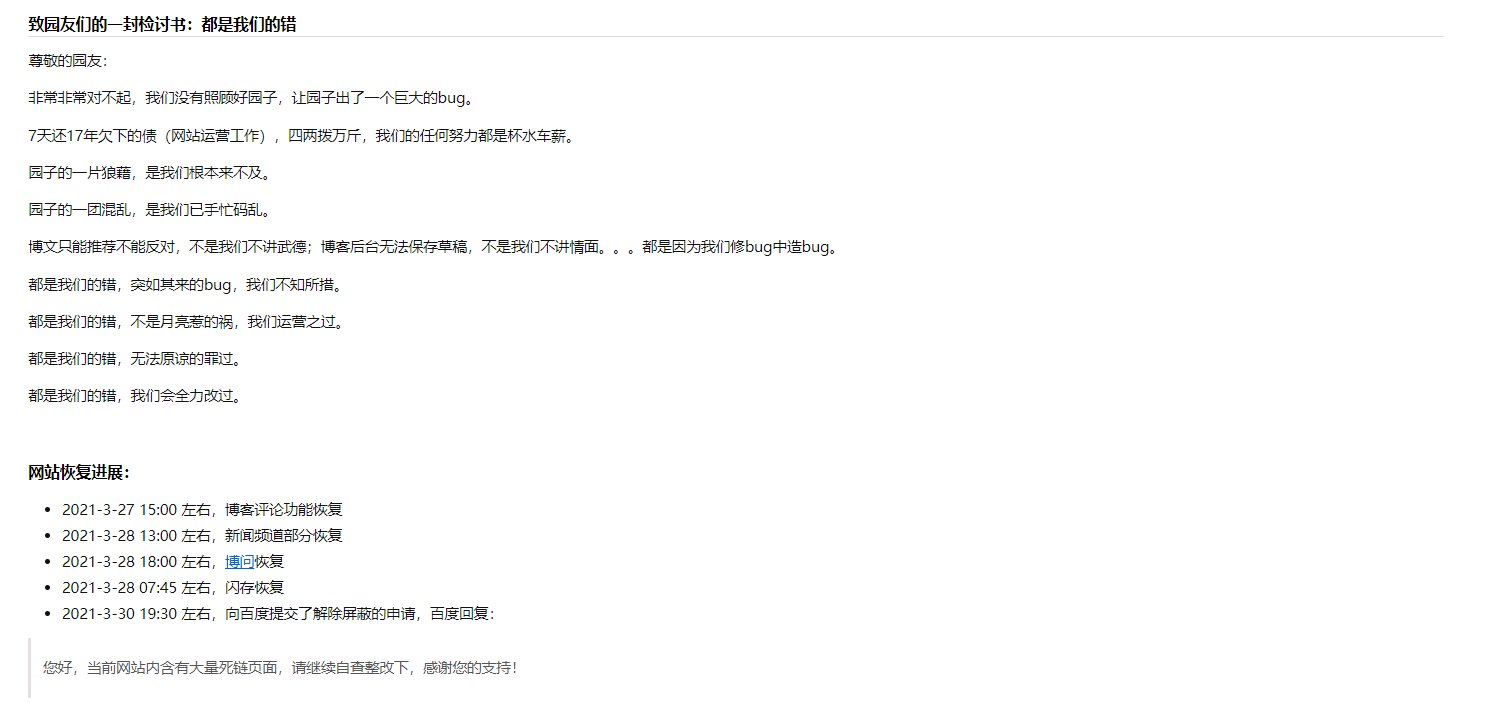 致园友们的一封检讨书：都是我们的错
尊敬的园友：
非常非常对不起，我们没有照顾好园子，让园子出了一个巨大的bug。
7天还17年欠下的债（网站运营工作），四两拨万斤，我们的任何努力都是杯水车薪。
园子的一片狼藉，是我们根本来不及。
园子的一团混乱，是我们已手忙码乱。
博文只能推荐不能反对，不是我们不讲武德；博客后台无法保存草稿，不是我们不讲情面。。。都是因为我们修bug中造bug。
都是我们的错，突如其来的bug，我们不知所措。
都是我们的错，不是月亮惹的祸，我们运营之过。
都是我们的错，无法原谅的罪过。
都是我们的错，我们会全力改过。
网站恢复进展：
• 2021-3-27 15:00 左右，博客评论功能恢复
• 2021-3-28 13:00 左右，新闻频道部分恢复
• 2021-3-28 18:00 左右，博问恢复
• 2021-3-28 07:45 左右，闪存恢复
• 2021-3-30 19:30 左右，向百度提交了解除屏蔽的申请，百度回复：
您好，当前网站内含有大量死链页面，请继续自查整改下，感谢您的支持！